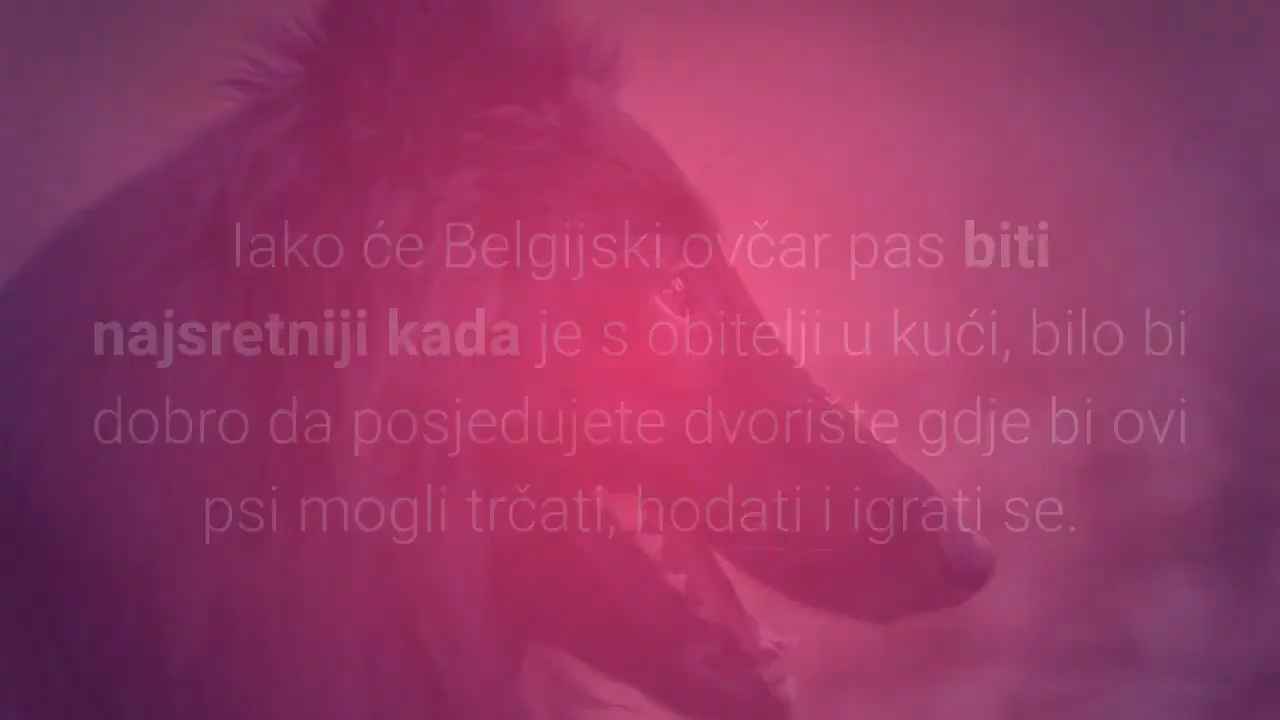 Iako će Belgijski ovčar pas biti
najsretniji kada je s obitelji u kući, bilo bi
dobro da posjedujete dvorište gdje bi ovi
psi mogli trčati, hodati i igrati se.